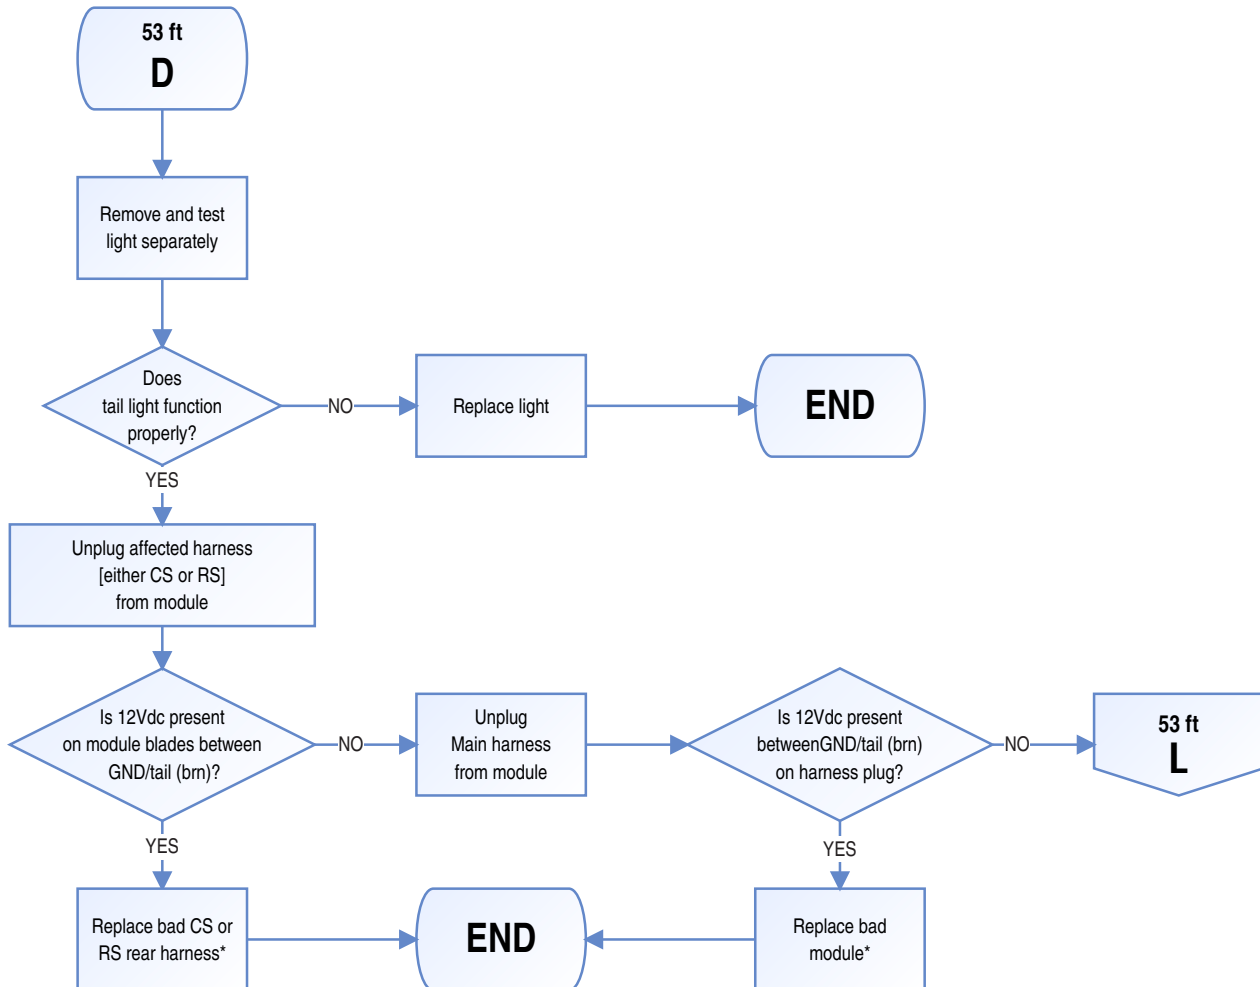 53 ft
D
Remove and test
light separately
Does
tail light function
properly?
NO
Replace light
END
YES
Unplug affected harness
[either CS or RS]
from module
Is 12Vdc present
on module blades between
GND/tail (brn)?
NO
Unplug
Main harness
from module
Is 12Vdc present
betweenGND/tail (brn)
on harness plug?
NO
53 ft
L
YES
YES
Replace bad CS or
RS rear harness*
END
Replace bad
module*